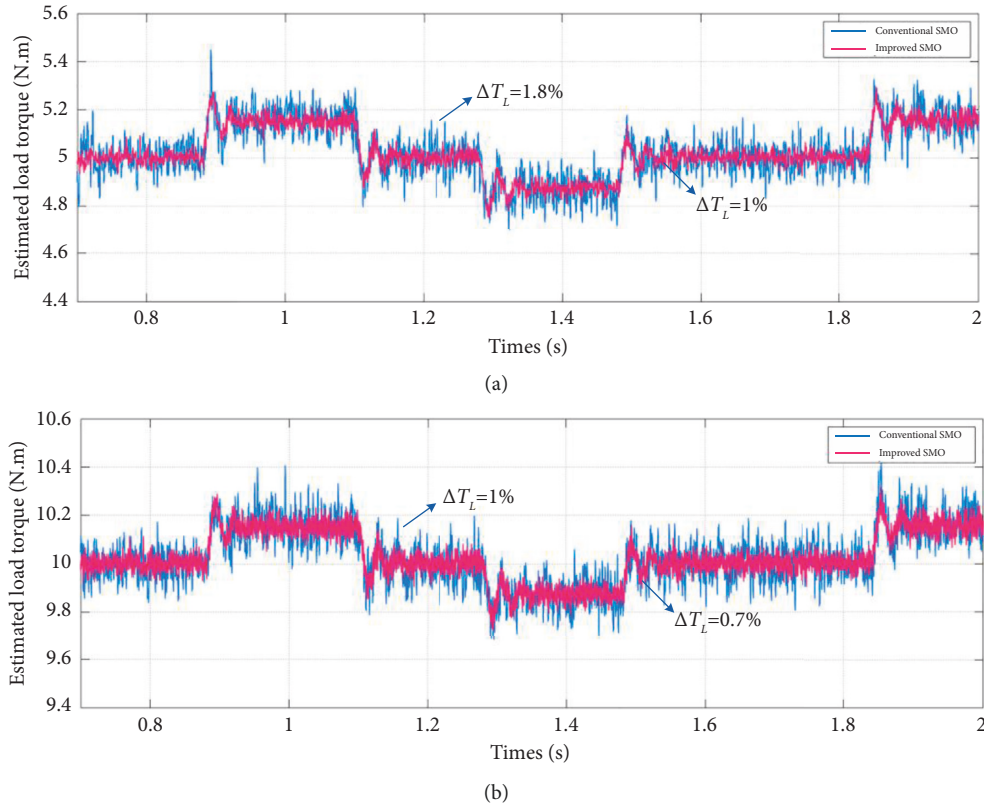 5.6
Conventional SMO
Improved SMO
5.4
ΔT_L=1.8%
5.2
5
4.8
ΔT_L=1%
4.6
4.4
Estimated load torque (N.m)
0.8 1 1.2 1.4 1.6 1.8 2
Times (s)
(a)
10.6
Conventional SMO
Improved SMO
10.4
ΔT_L=1%
10.2
10
9.8
ΔT_L=0.7%
9.6
9.4
Estimated load torque (N.m)
0.8 1 1.2 1.4 1.6 1.8 2
Times (s)
(b)